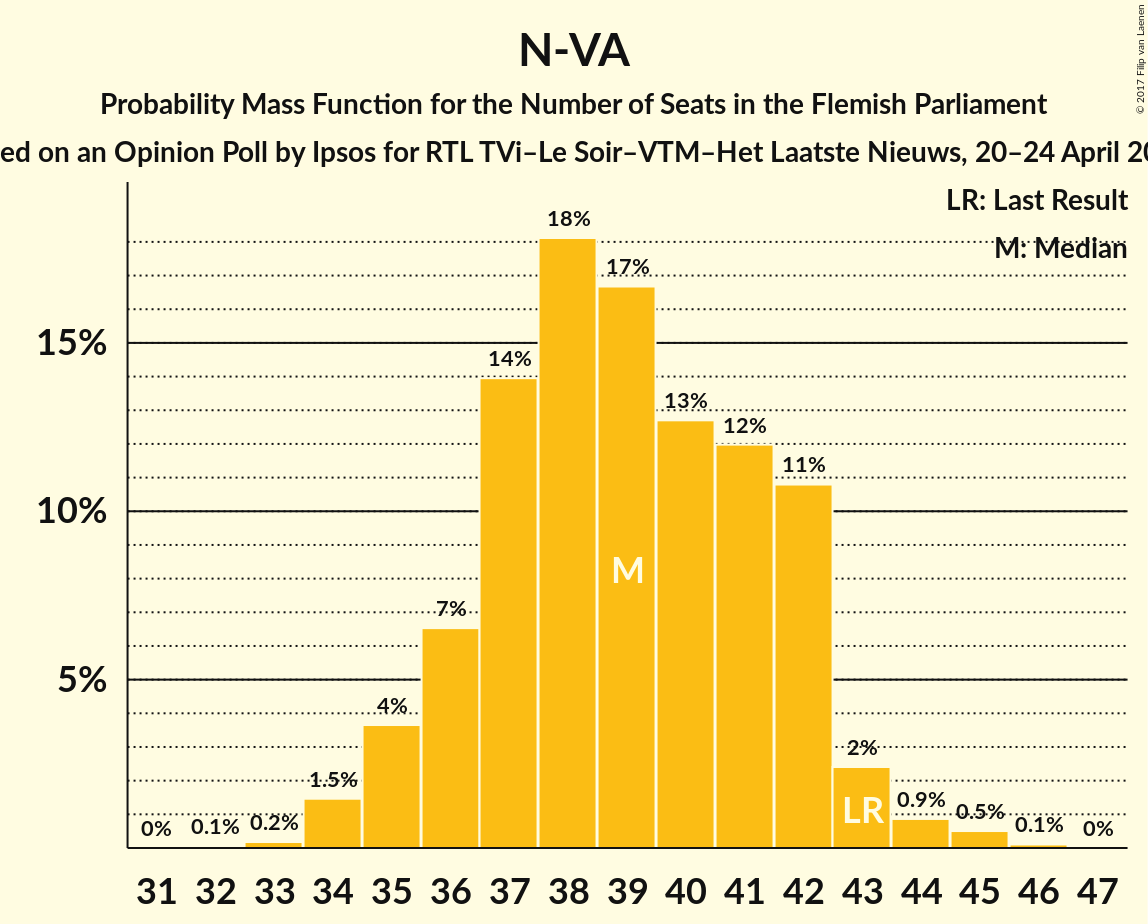 N-VA
Probability Mass Function for the Number of Seats in the Flemish Parliament
ed on an Opinion Poll by Ipsos for RTL TVi–Le Soir–VTM–Het Laatste Nieuws, 20–24 April 20
© 2017 Filip van Laenen
LR: Last Result
M: Median
15%
10%
5%
0%
0.1%
0.2%
1.5%
4%
7%
14%
18%
17%
13%
12%
11%
2%
0.9%
0.5%
0.1%
0%
M
LR
31 32 33 34 35 36 37 38 39 40 41 42 43 44 45 46 47